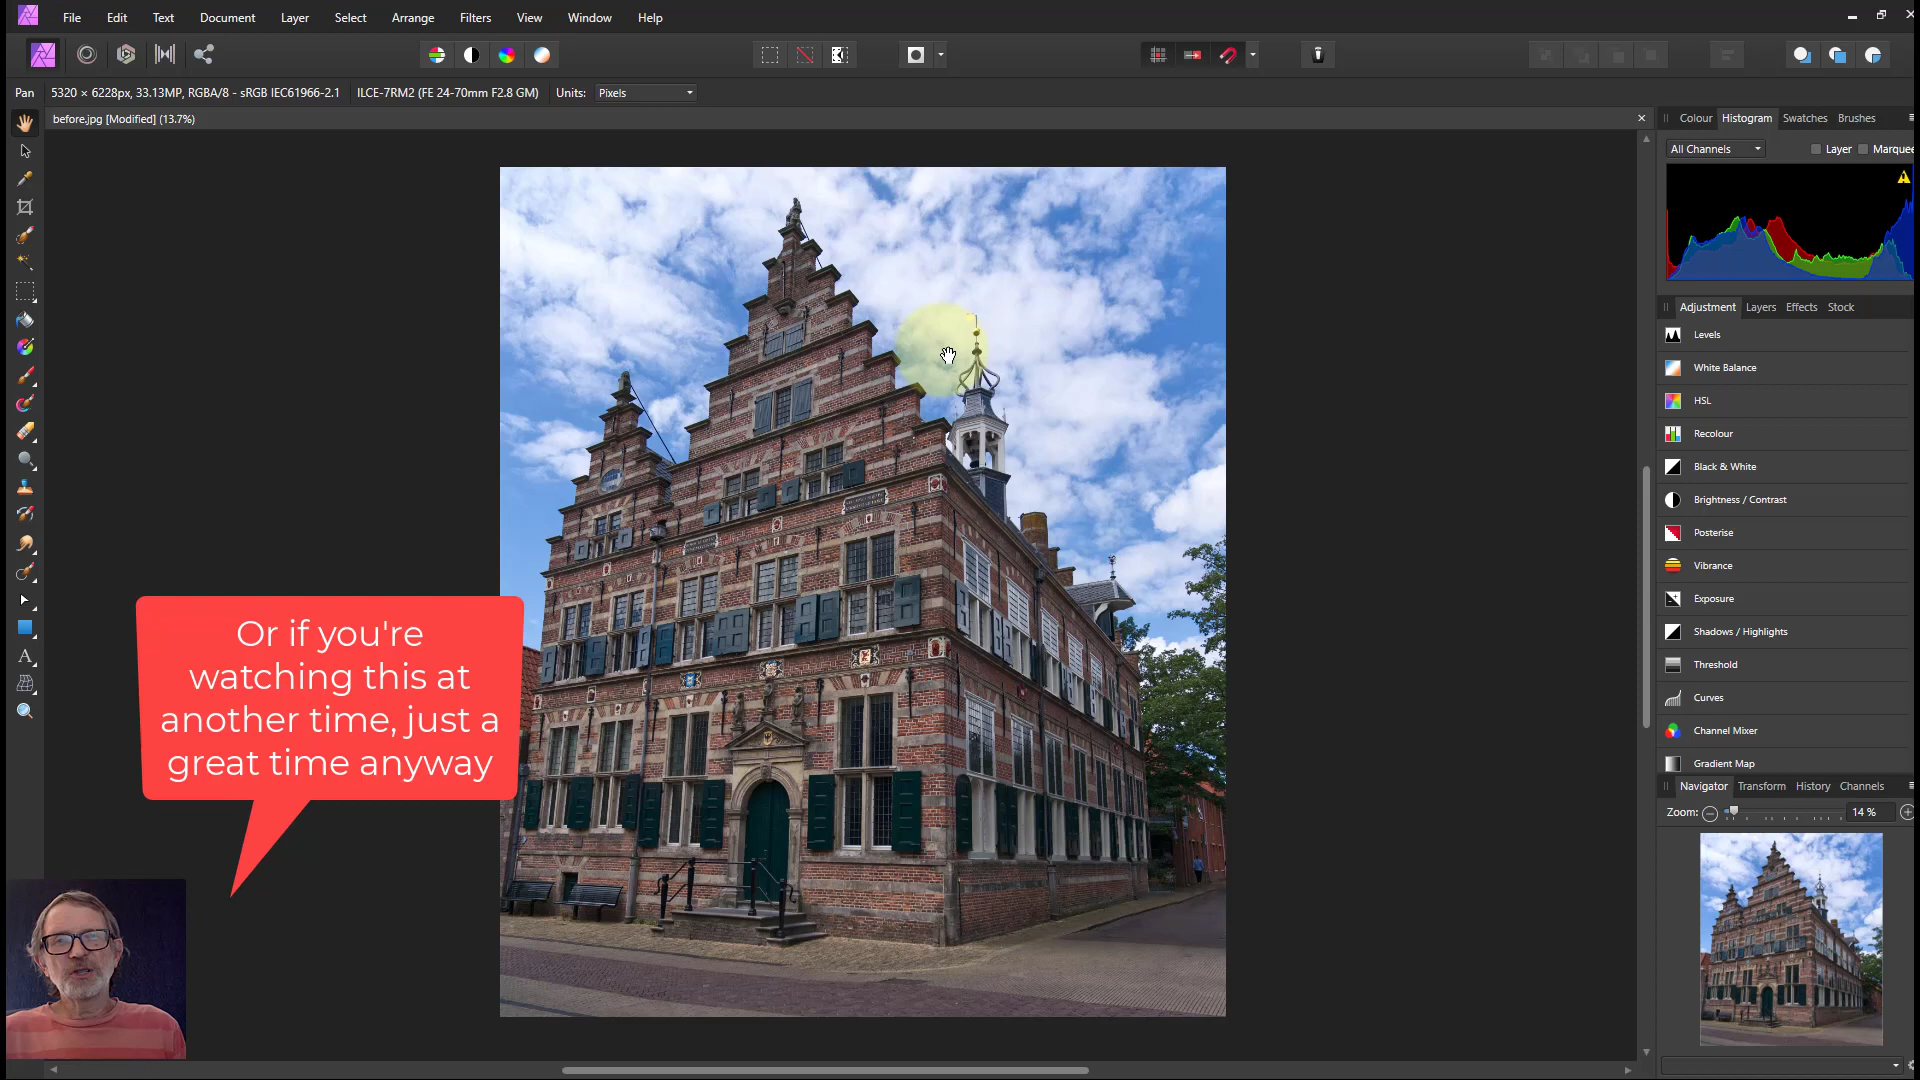 File Edit Text Document Layer Select Arrange Filters View Window Help
Pan 5320 × 6228px, 33.13MP, RGBA/8 - sRGB IEC61966-2.1 ILCE-7RM2 (FE 24-70mm F2.8 GM) Units: Pixels
before.jpg [Modified] (13.7%)
Colour Histogram Swatches Brushes
All Channels Layer Marquee
Adjustment Layers Effects Stock
Levels
White Balance
HSL
Recolour
Black & White
Brightness / Contrast
Posterise
Vibrance
Exposure
Shadows / Highlights
Threshold
Curves
Channel Mixer
Gradient Map
Navigator Transform History Channels
Zoom: 14 %
Or if you're
watching this at
another time, just a
great time anyway